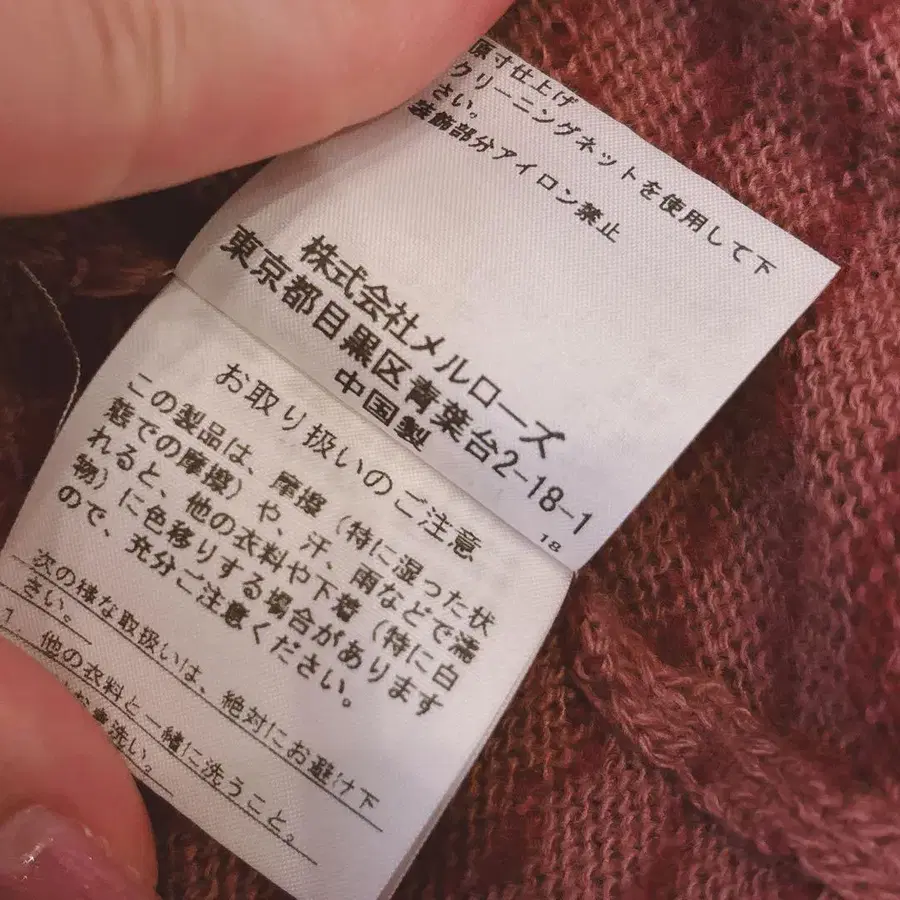 原寸仕上げ
クリーニングネットを使用して下
さい。
装飾部分アイロン禁止
株式会社メルローズ
東京都目黒区青葉台2-18-1
中国製
18
お取り扱いのご注意
この製品は、摩擦（特に湿った状
態での摩擦）や、汗、雨などで濡
れると、他の衣料や下着（特に白
物）に色移りする場合があります
ので、充分ご注意ください。
次の様な取扱いは、絶対にお避け下
さい。
1 他の衣料と一緒に洗うこと。
洗い。